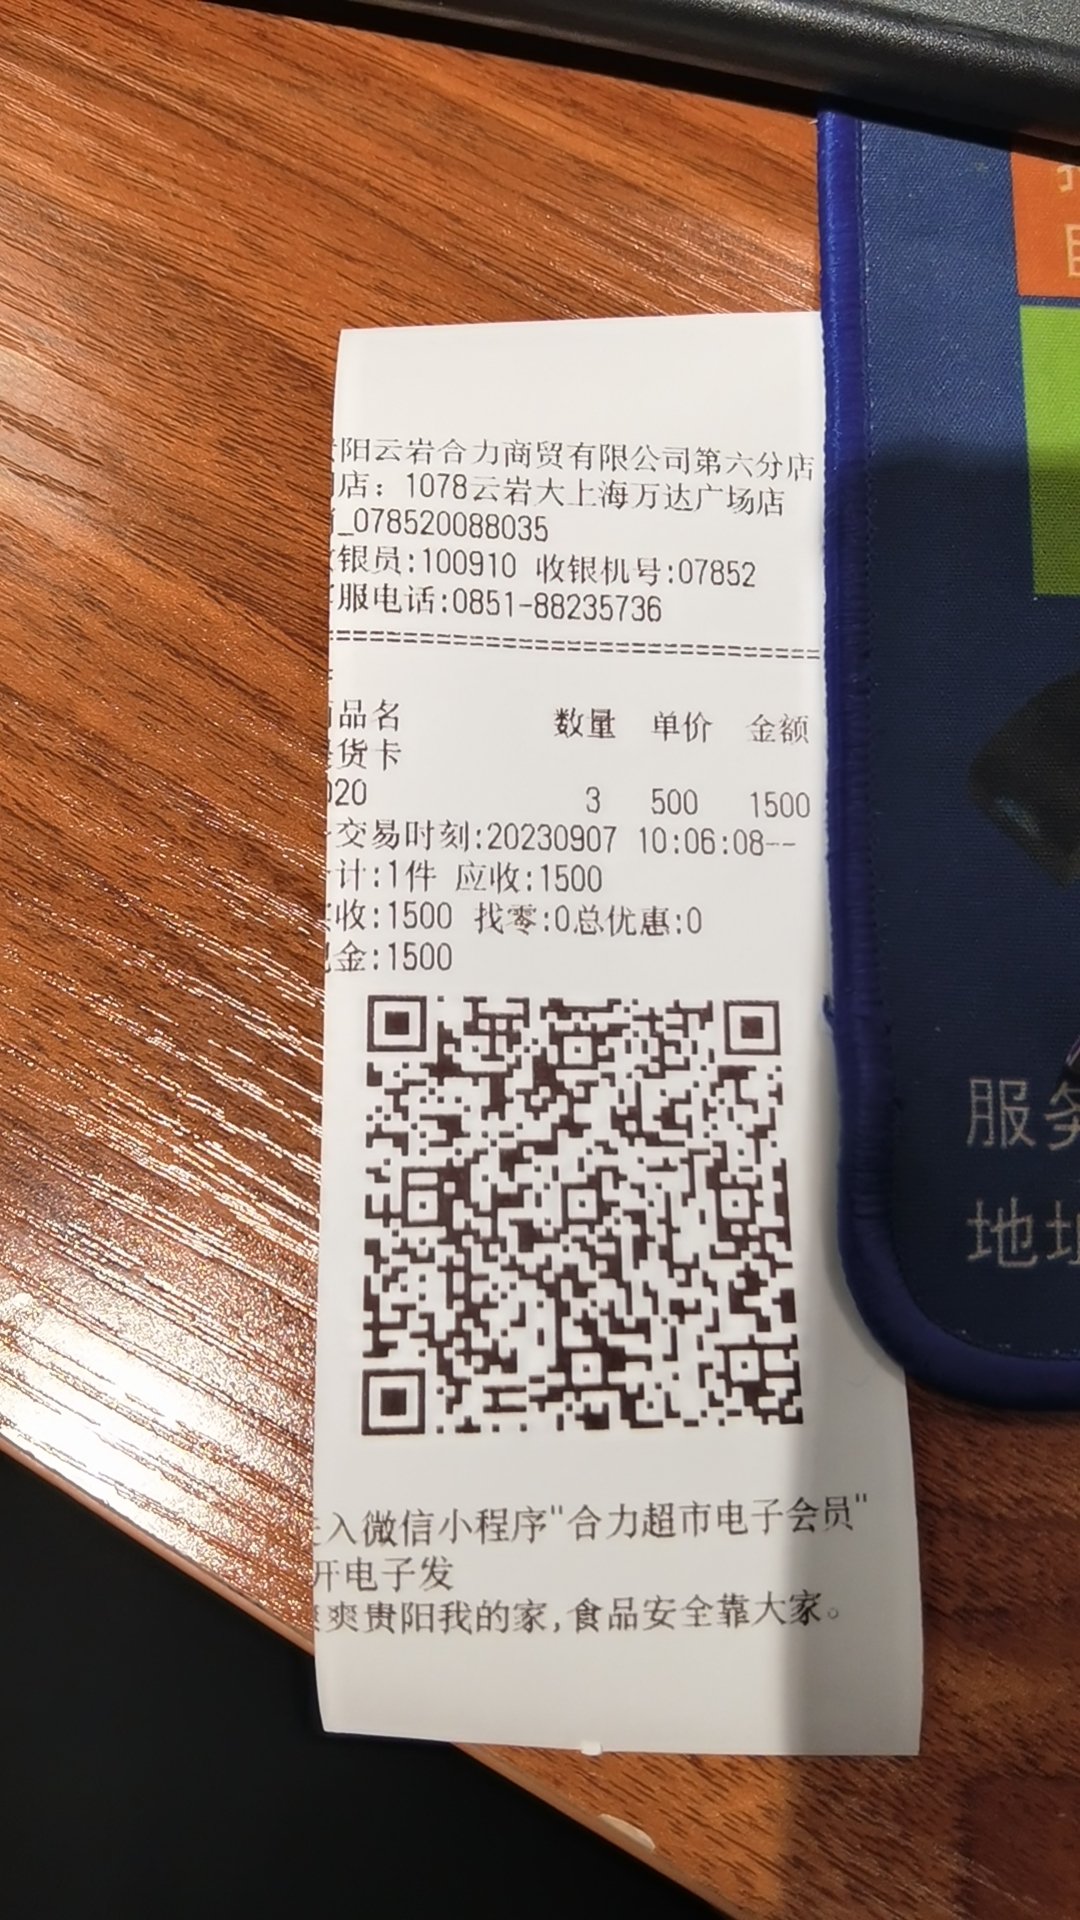 阳云岩合力商贸有限公司第六分店
店：1078云岩大上海万达广场店
_078520088035
银员:100910 收银机号:07852
服电话:0851-88235736
================================
品名 数量 单价 金额
货卡
020 3 500 1500
-交易时刻:20230907 10:06:08--
计:1件 应收:1500
收:1500 找零:0总优惠:0
金:1500
入微信小程序"合力超市电子会员"
开电子发
爽贵阳我的家,食品安全靠大家。
服务
地址